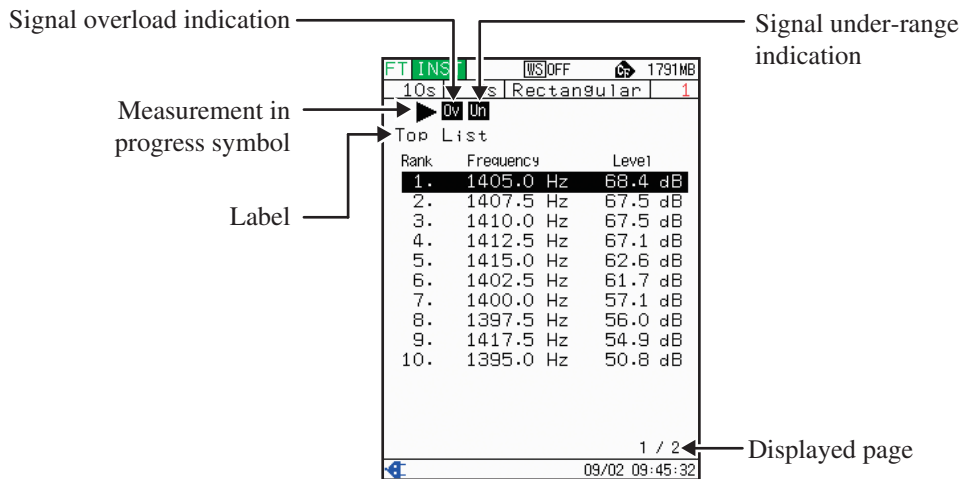 Signal overload indication
Signal under-range
indication
FT INST WS OFF CF 1791MB
10s s Rectangular 1
Measurement in
progress symbol
Ov Un
Top List
Label
Rank Frequency Level
1. 1405.0 Hz 68.4 dB
2. 1407.5 Hz 67.5 dB
3. 1410.0 Hz 67.5 dB
4. 1412.5 Hz 67.1 dB
5. 1415.0 Hz 62.6 dB
6. 1402.5 Hz 61.7 dB
7. 1400.0 Hz 57.1 dB
8. 1397.5 Hz 56.0 dB
9. 1417.5 Hz 54.9 dB
10. 1395.0 Hz 50.8 dB
1 / 2
Displayed page
09/02 09:45:32